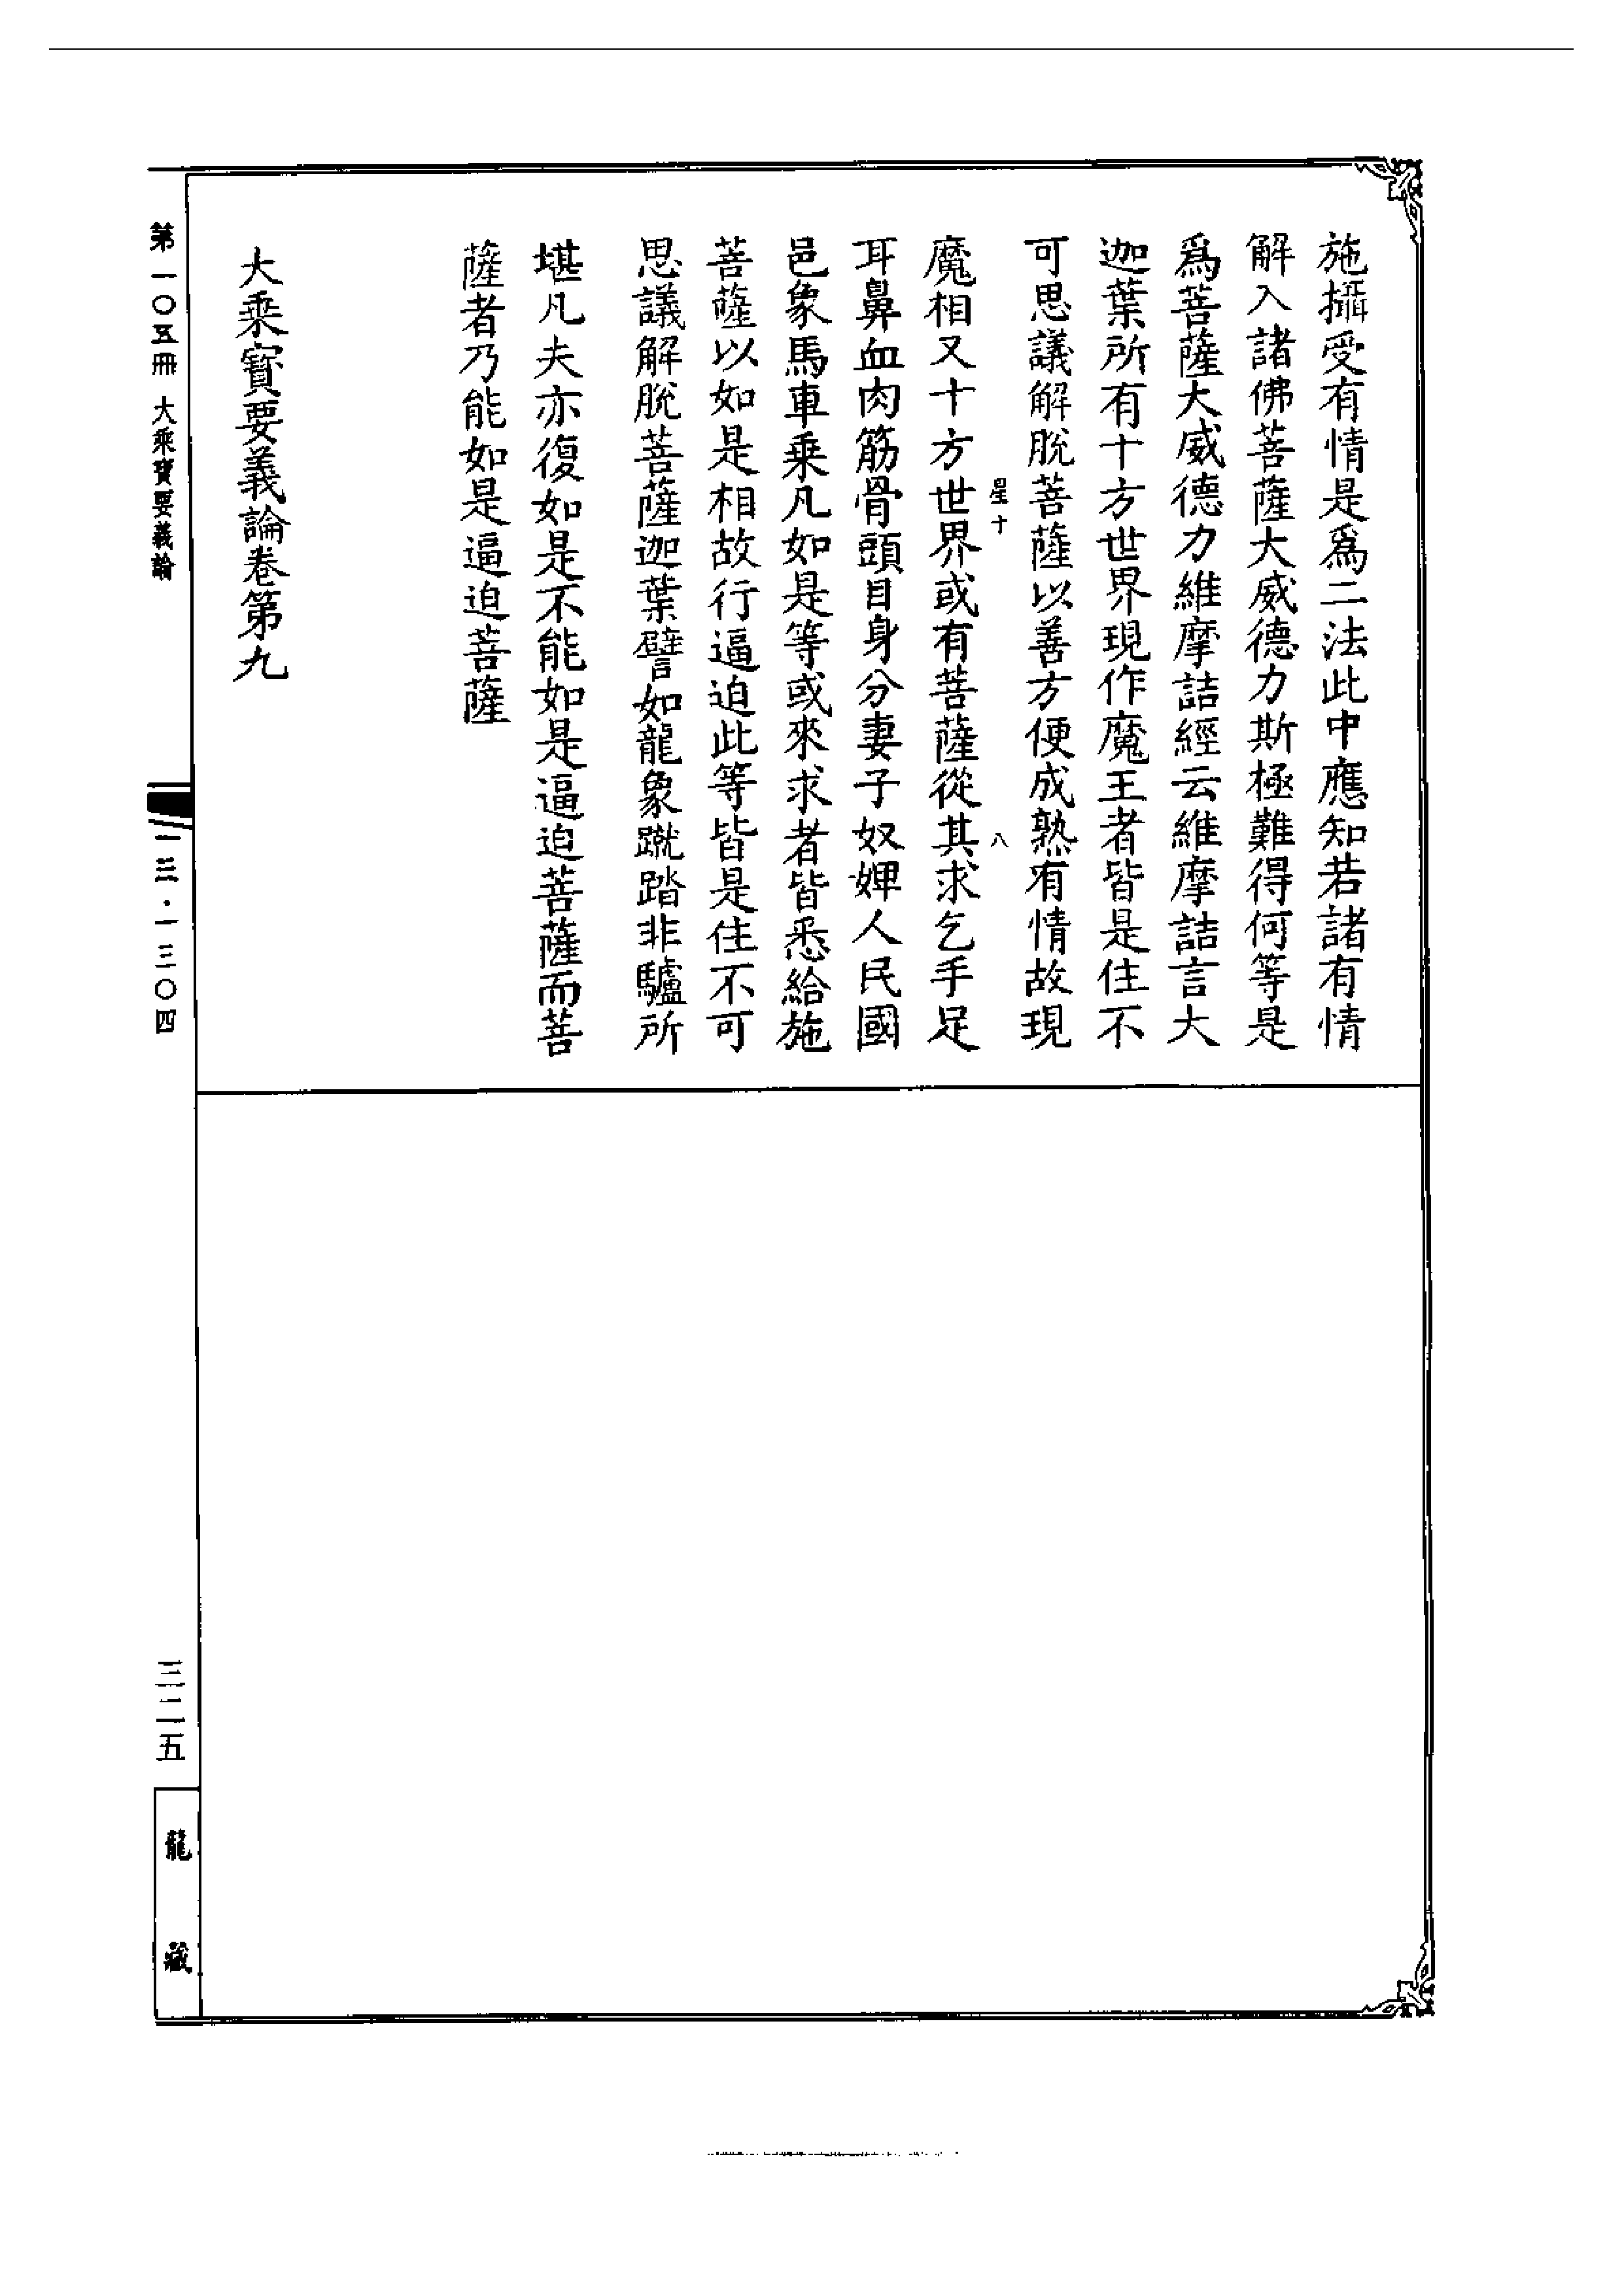 施攝受有情是爲二法此中應知若諸有情
解入諸佛菩薩大威德力斯極難得何等是
爲菩薩大威德力維摩詰經云維摩詰言大
迦葉所有十方世界現作魔王者皆是住不
可思議解脫菩薩以善方便成熟有情故現
星十
八
魔相又十方世界或有菩薩從其求乞手足
耳鼻血肉筋骨頭目身分妻子奴婢人民國
邑象馬車乘凡如是等或來求者皆悉給施
菩薩以如是相故行逼迫此等皆是住不可
思議解脫菩薩迦葉譬如龍象蹴踏非驢所
堪凡夫亦復如是不能如是逼迫菩薩而菩
薩者乃能如是逼迫菩薩
大乘寶要義論卷第九
第一〇五冊 大乘寶要義論
一三·一三〇四
三二五
龍藏